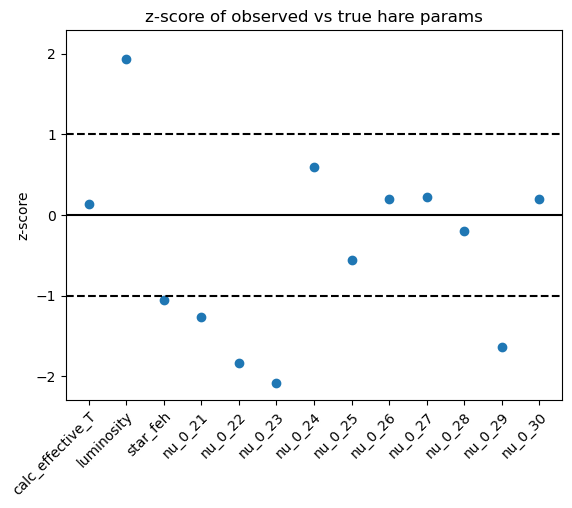 z-score of observed vs true hare params
z-score
2
1
0
−1
−2
calc_effective_T
luminosity
star_feh
nu_0_21
nu_0_22
nu_0_23
nu_0_24
nu_0_25
nu_0_26
nu_0_27
nu_0_28
nu_0_29
nu_0_30